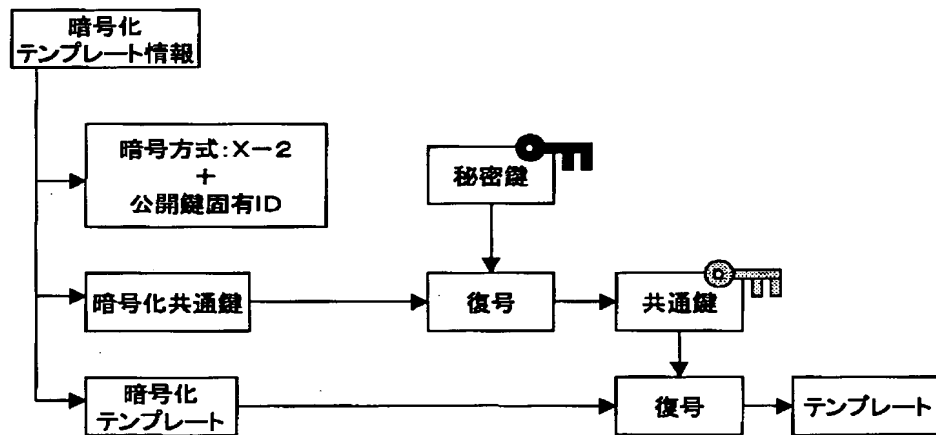 暗号化
テンプレート情報
暗号方式:X−2
+
公開鍵固有ID
秘密鍵
暗号化共通鍵
復号
共通鍵
暗号化
テンプレート
復号
テンプレート